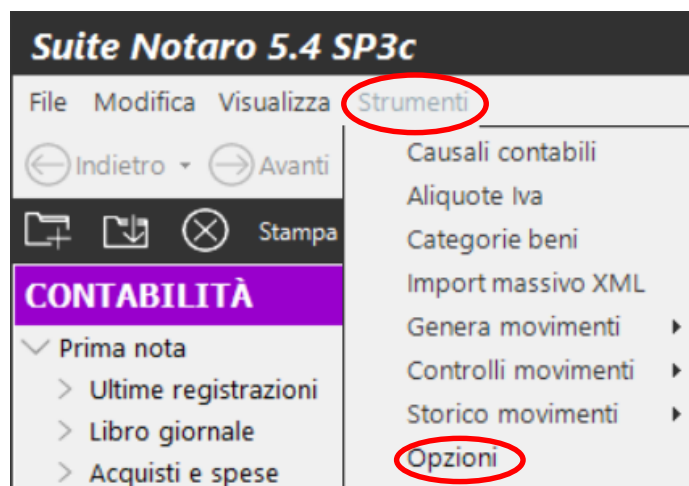 Suite Notaro 5.4 SP3c
File Modifica Visualizza Strumenti
Indietro Avanti
Stampa
CONTABILITÀ
Prima nota
Ultime registrazioni
Libro giornale
Acquisti e spese
Causali contabili
Aliquote Iva
Categorie beni
Import massivo XML
Genera movimenti
Controlli movimenti
Storico movimenti
Opzioni